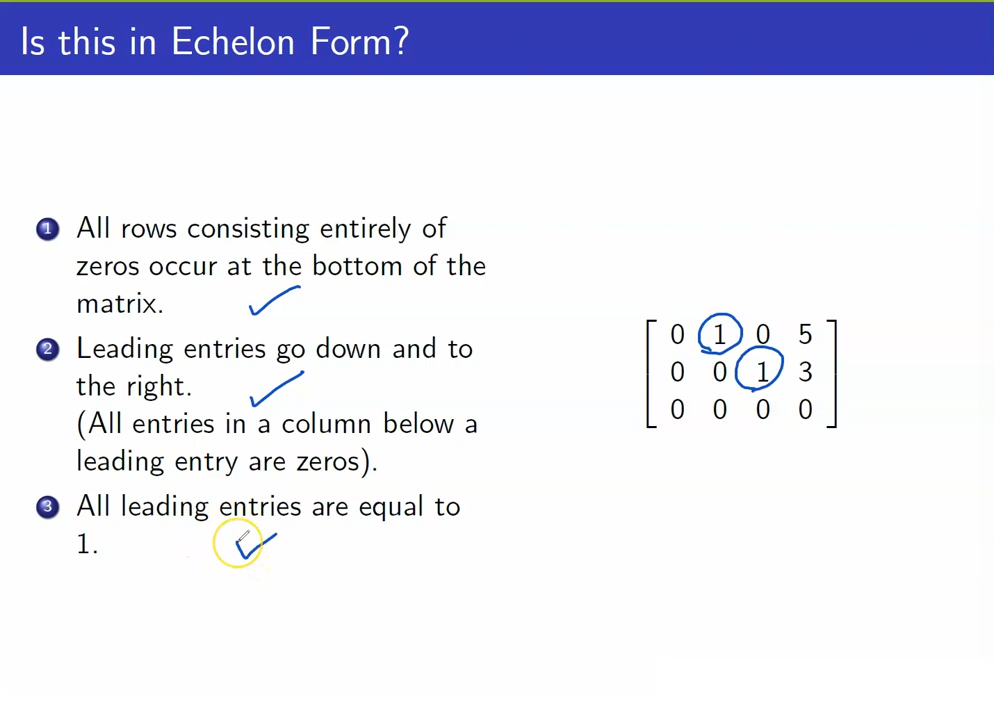 Is this in Echelon Form?
1 All rows consisting entirely of
zeros occur at the bottom of the
matrix.
2 Leading entries go down and to
the right.
(All entries in a column below a
leading entry are zeros).
3 All leading entries are equal to
1.
0 1 0 5
0 0 1 3
0 0 0 0